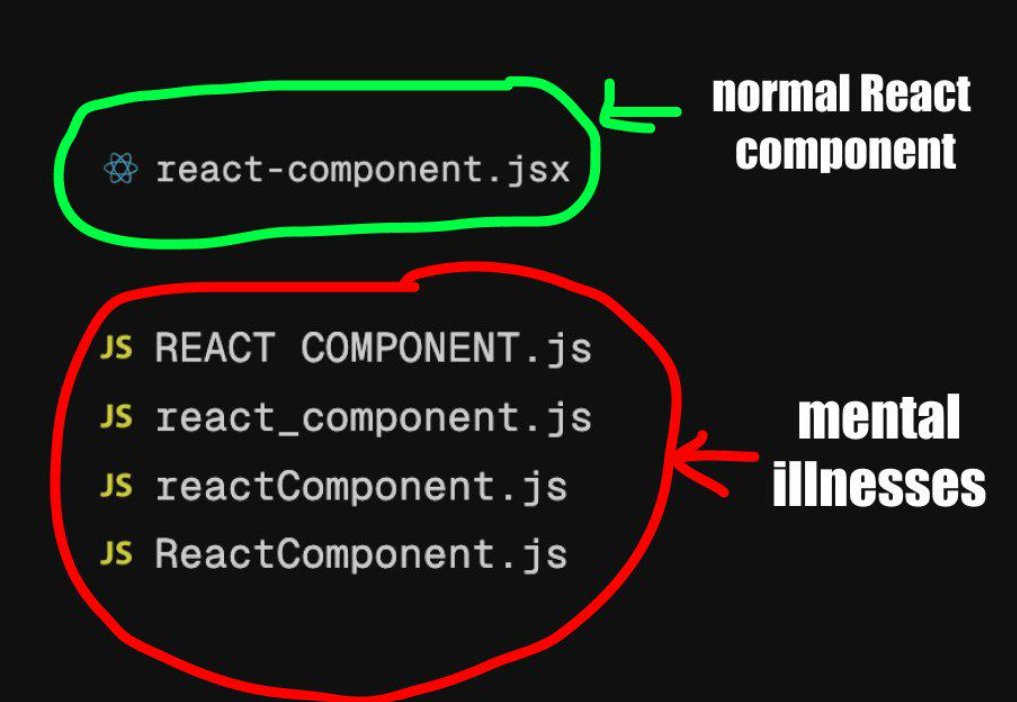 normal React
component
react-component.jsx
JS REACT COMPONENT.js
JS react_component.js
JS reactComponent.js
JS ReactComponent.js
mental
illnesses